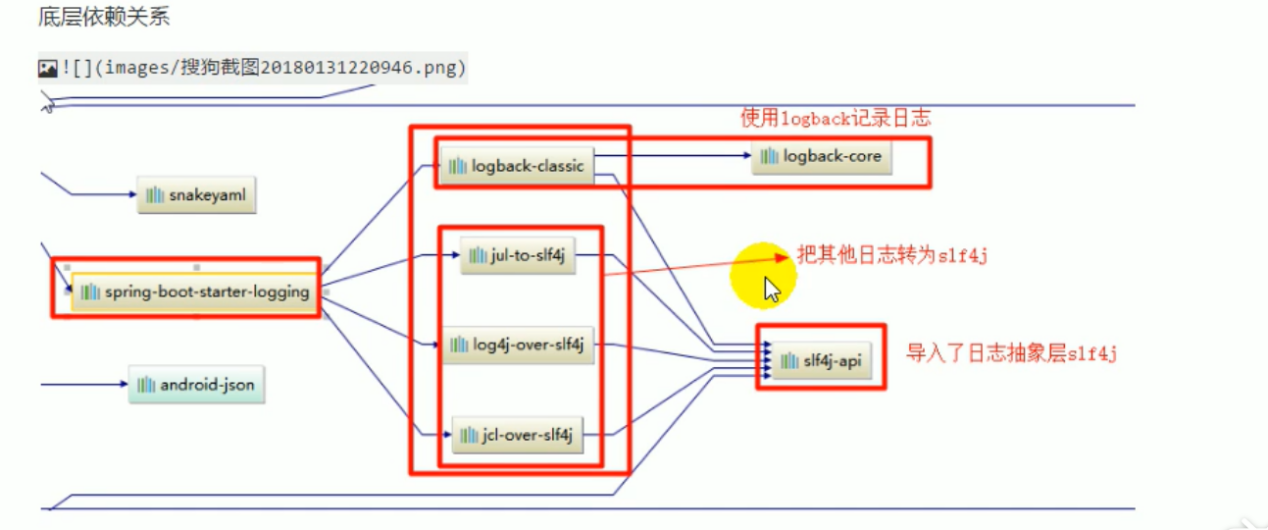 底层依赖关系
![](images/搜狗截图20180131220946.png)
使用logback记录日志
logback-classic
logback-core
snakeyaml
jul-to-slf4j
把其他日志转为slf4j
spring-boot-starter-logging
log4j-over-slf4j
slf4j-api
导入了日志抽象层slf4j
android-json
jcl-over-slf4j